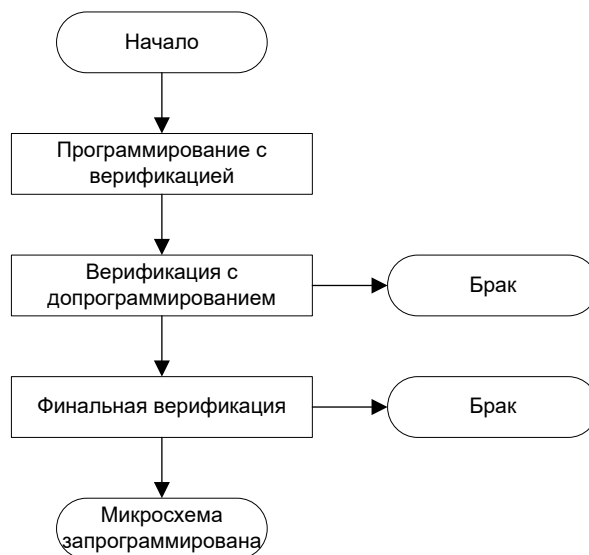 Начало
Программирование с
верификацией
Верификация с
допрограммированием
Брак
Финальная верификация
Брак
Микросхема
запрограммирована